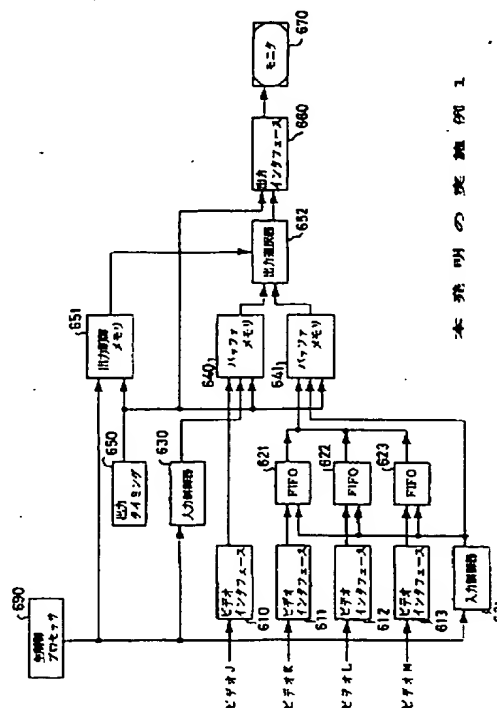 690
全制御
プロセッサ
650
出力
タイミング
651
出力制御
メモリ
630
入力制御器
640
バッファ
メモリ
641
バッファ
メモリ
652
出力選択器
660
出力
インタフェース
670
モニタ
ビデオJ
ビデオ
インタフェース
610
ビデオK
ビデオ
インタフェース
611
621
FIFO
ビデオL
ビデオ
インタフェース
612
622
FIFO
ビデオM
ビデオ
インタフェース
613
623
FIFO
入力制御器
本発明の実施例 1